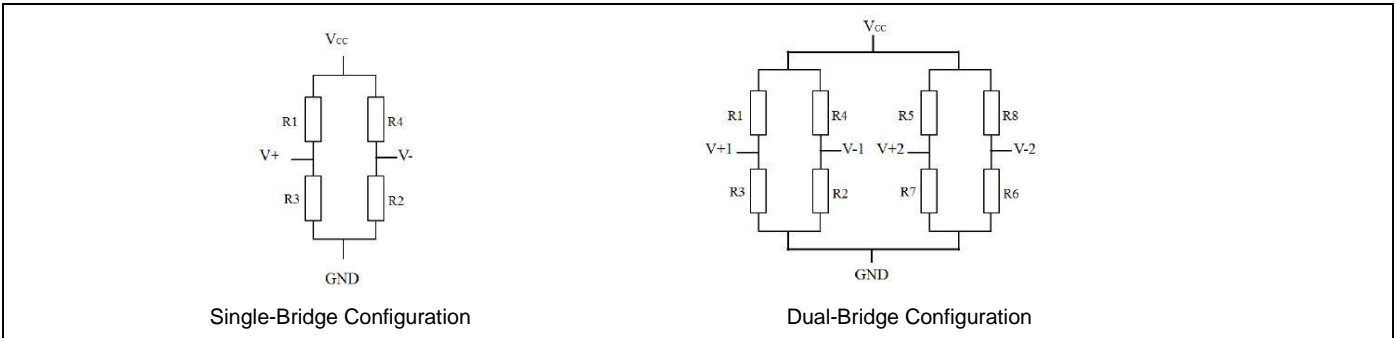 Vcc
R1 R4
V+ V-
R3 R2
GND
Single-Bridge Configuration
Vcc
R1 R4 R5 R8
V+1 V-1 V+2 V-2
R3 R2 R7 R6
GND
Dual-Bridge Configuration